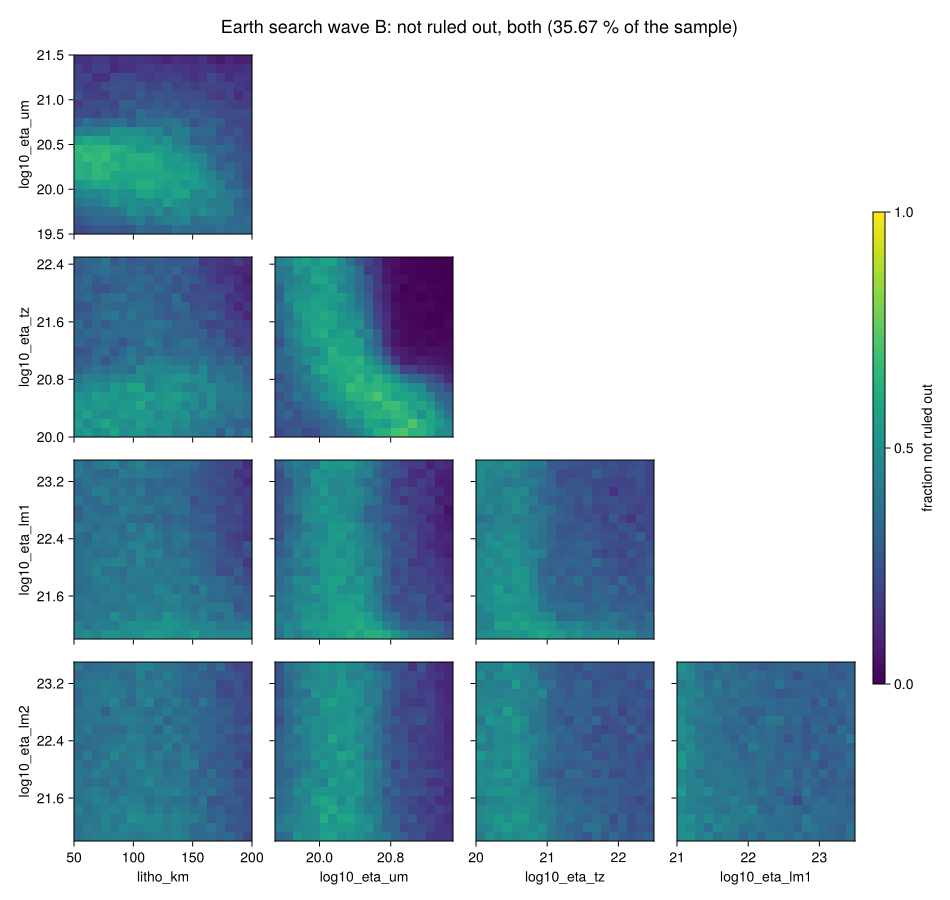 Earth search wave B: not ruled out, both (35.67 % of the sample)
21.5
21.0
20.5
20.0
19.5
log10_eta_um
22.4
21.6
20.8
20.0
log10_eta_tz
23.2
22.4
21.6
log10_eta_lm1
23.2
22.4
21.6
log10_eta_lm2
50 100 150 200
litho_km
20.0 20.8
log10_eta_um
20 21 22
log10_eta_tz
21 22 23
log10_eta_lm1
1.0
0.5
0.0
fraction not ruled out